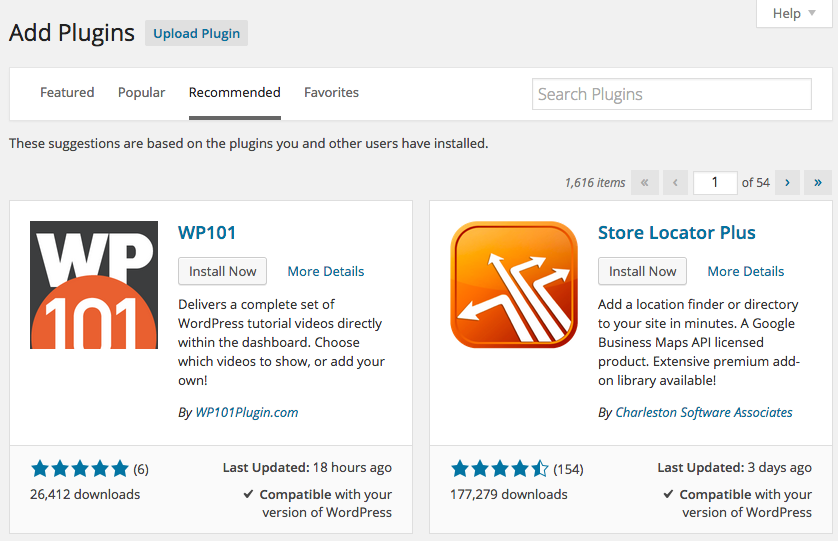 Help
Add Plugins Upload Plugin
Featured Popular Recommended Favorites Search Plugins
These suggestions are based on the plugins you and other users have installed.
1,616 items « ‹ 1 of 54 › »
WP
101
WP101
Install Now More Details
Delivers a complete set of
WordPress tutorial videos directly
within the dashboard. Choose
which videos to show, or add your
own!
By WP101Plugin.com
(6)
26,412 downloads
Last Updated: 18 hours ago
Compatible with your
version of WordPress
Store Locator Plus
Install Now More Details
Add a location finder or directory
to your site in minutes. A Google
Business Maps API licensed
product. Extensive premium add-
on library available!
By Charleston Software Associates
(154)
177,279 downloads
Last Updated: 3 days ago
Compatible with your
version of WordPress